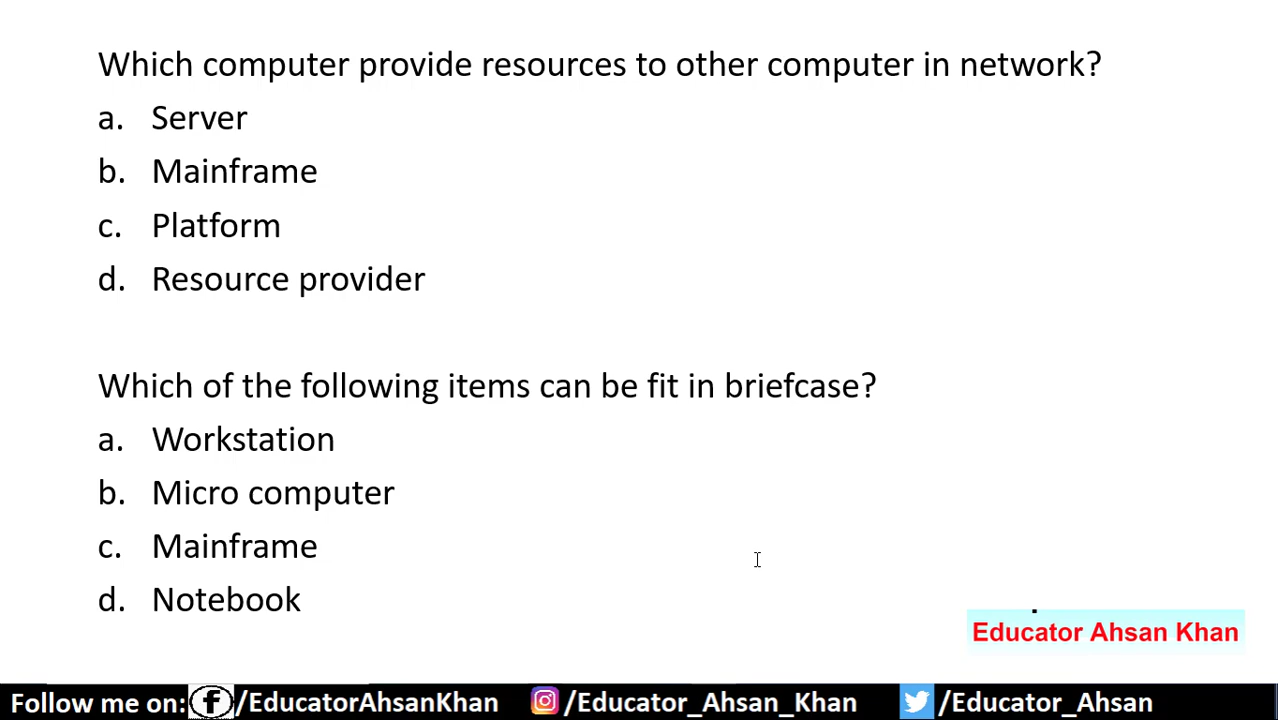 Which computer provide resources to other computer in network?
a. Server
b. Mainframe
c. Platform
d. Resource provider
Which of the following items can be fit in briefcase?
a. Workstation
b. Micro computer
c. Mainframe
d. Notebook
Educator Ahsan Khan
Follow me on: f/EducatorAhsanKhan /Educator_Ahsan_Khan /Educator_Ahsan